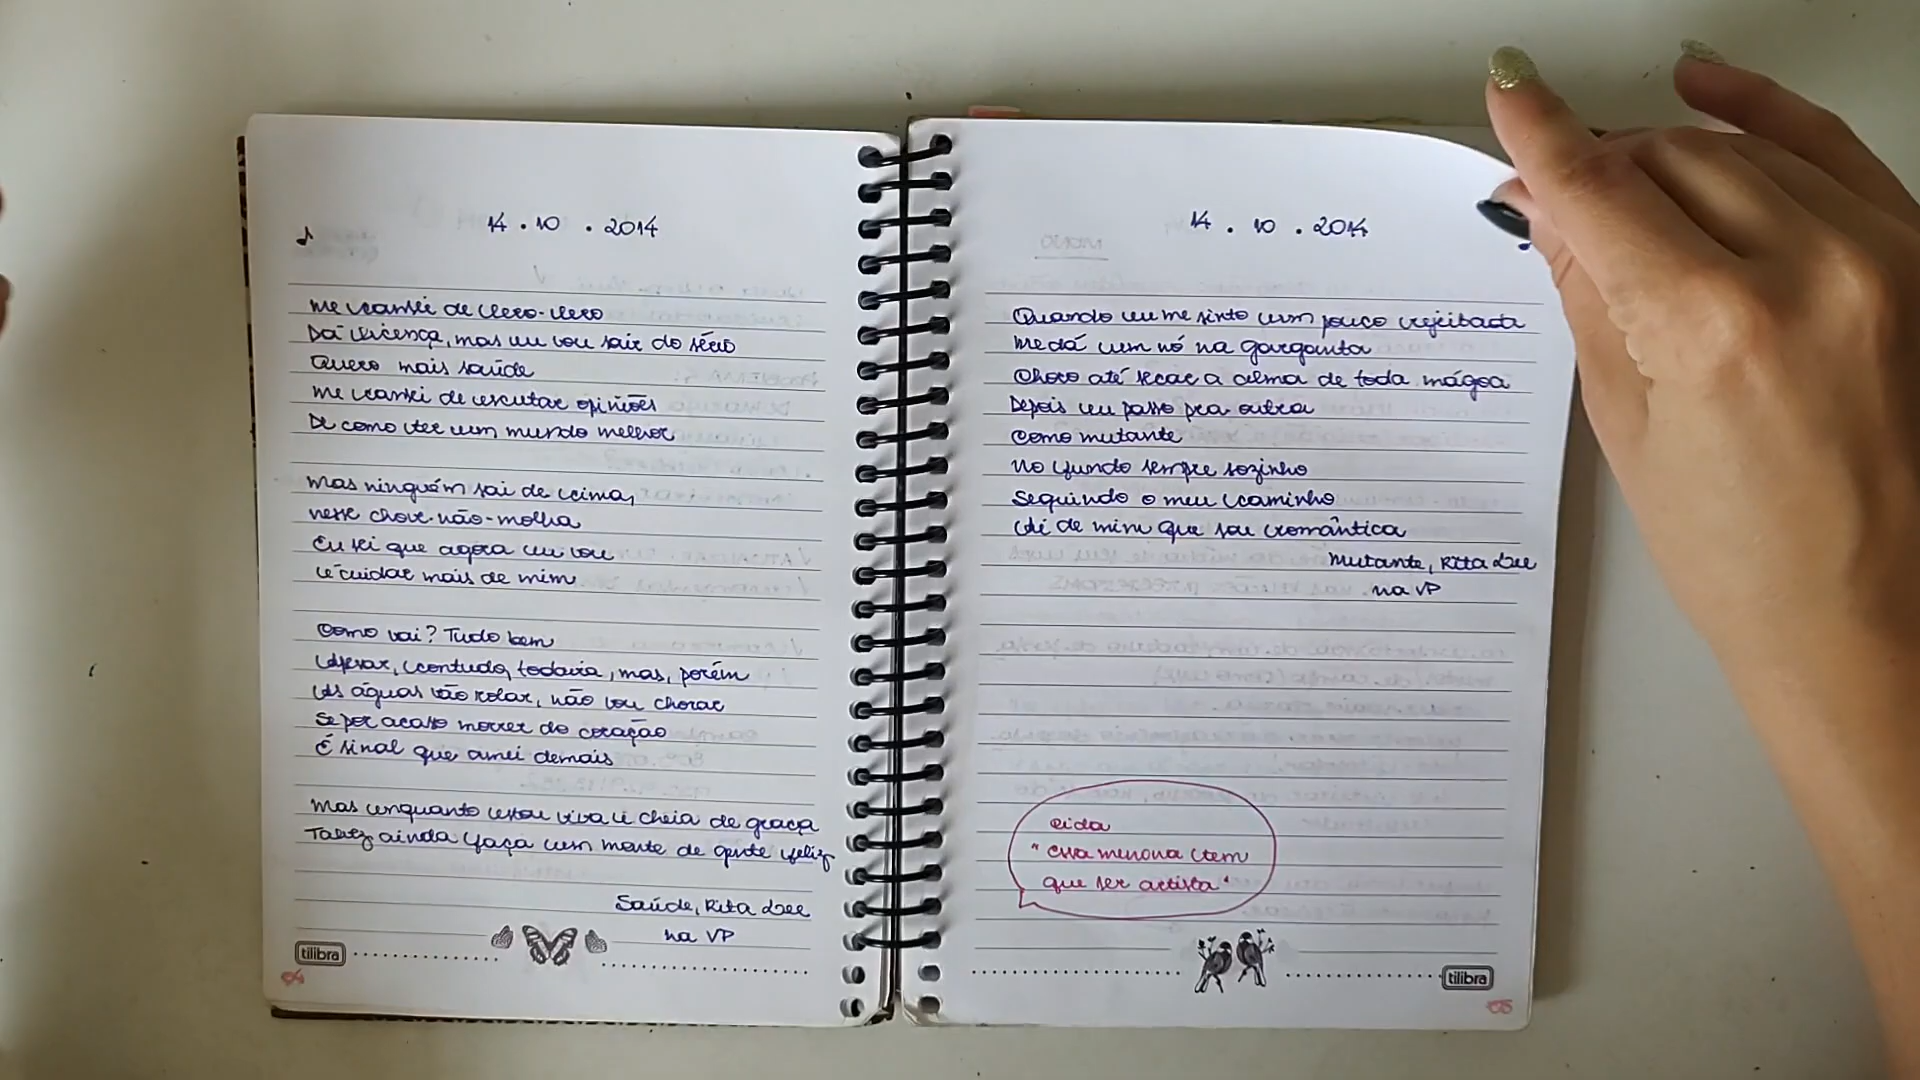 14 . 10 . 2014
Me cansei de lero-lero
Dá licença, mas eu vou sair do sério
Quero mais saúde
Me cansei de escutar opiniões
De como ter um mundo melhor
Mas ninguém sai de cima,
nesse chove-não-molha
Eu sei que agora eu vou
é cuidar mais de mim
Como vai? Tudo bem
Apesar, contudo, todavia, mas, porém
As águas vão rolar, não vou chorar
Se por acaso morrer do coração
É sinal que amei demais
Mas enquanto estou viva e cheia de graça
Talvez ainda faça um monte de gente feliz
Saúde, Rita Lee
na VP
tilibra
64
14 . 10 . 2014
Quando eu me sinto um pouco rejeitada
Me dá um nó na garganta
Choro até secar a alma de toda mágoa
Depois eu passo pra outra
Como mutante
No fundo sempre sozinho
Seguindo o meu caminho
Ai de mim que sou romântica
Mutante, Rita Lee
na VP
cida
"essa menona tem
que ser artista"
tilibra
65